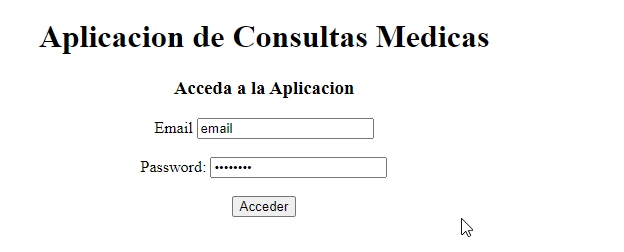 Aplicacion de Consultas Medicas
Acceda a la Aplicacion
Email email
Password: ••••••••
Acceder